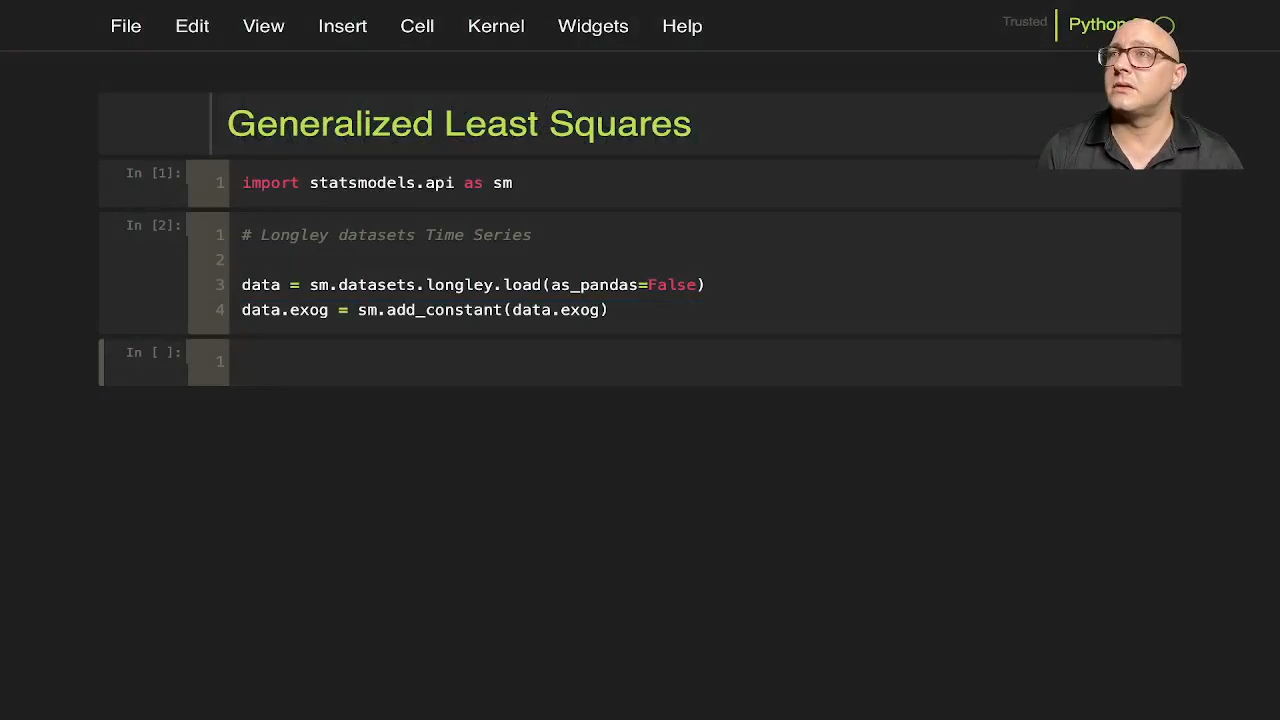 File Edit View Insert Cell Kernel Widgets Help Trusted Python
Generalized Least Squares
In [1]:
1 import statsmodels.api as sm
In [2]:
1 # Longley datasets Time Series
2
3 data = sm.datasets.longley.load(as_pandas=False)
4 data.exog = sm.add_constant(data.exog)
In [ ]:
1